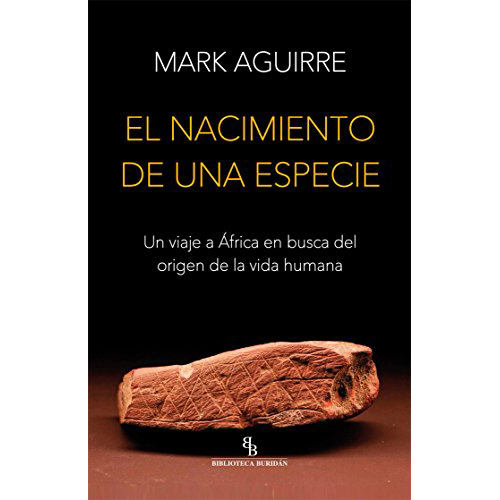 MARK AGUIRRE
EL NACIMIENTO
DE UNA ESPECIE
Un viaje a África en busca del
origen de la vida humana
BB
BIBLIOTECA BURIDÁN